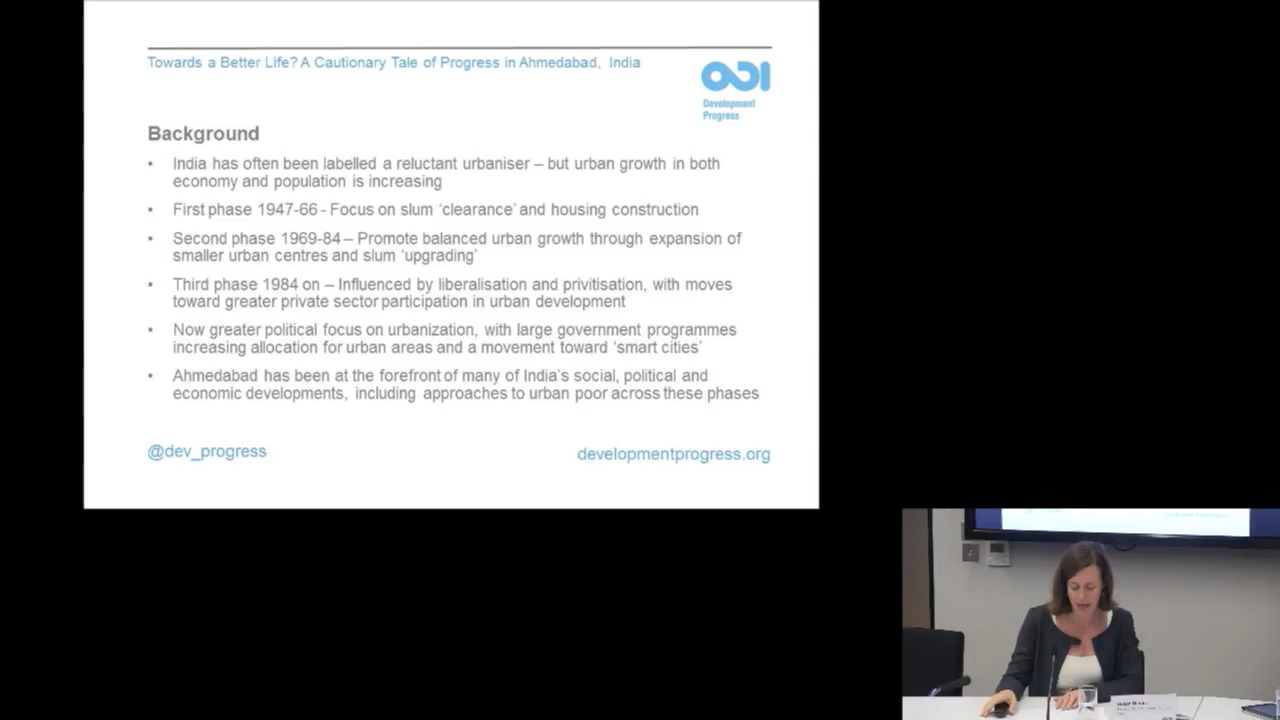 Towards a Better Life? A Cautionary Tale of Progress in Ahmedabad, India
ODI
Development
Progress
Background
• India has often been labelled a reluctant urbaniser – but urban growth in both
economy and population is increasing
• First phase 1947-66 - Focus on slum ‘clearance’ and housing construction
• Second phase 1969-84 – Promote balanced urban growth through expansion of
smaller urban centres and slum ‘upgrading’
• Third phase 1984 on – Influenced by liberalisation and privitisation, with moves
toward greater private sector participation in urban development
• Now greater political focus on urbanization, with large government programmes
increasing allocation for urban areas and a movement toward ‘smart cities’
• Ahmedabad has been at the forefront of many of India’s social, political and
economic developments, including approaches to urban poor across these phases
@dev_progress
developmentprogress.org